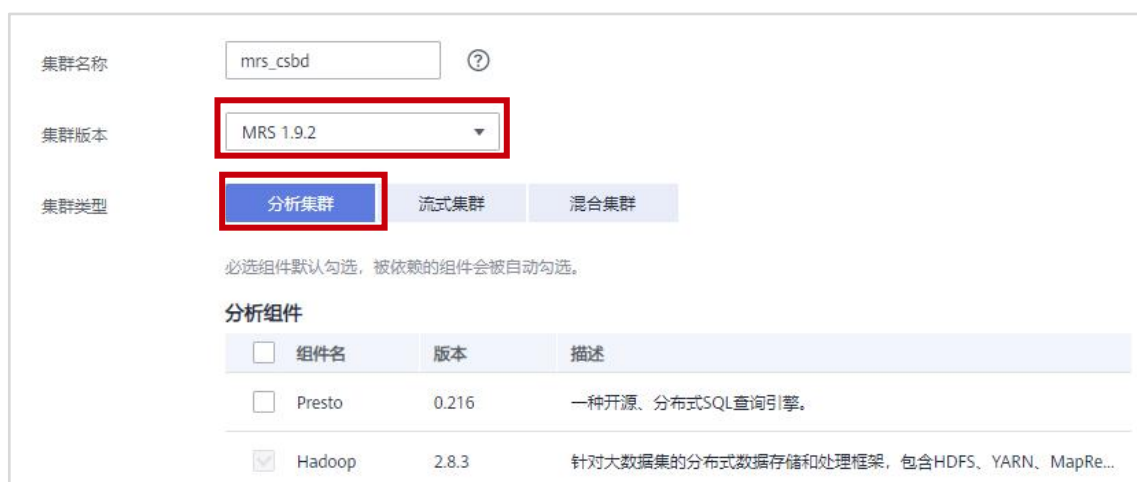 集群名称 mrs_csbd ?
集群版本 MRS 1.9.2
集群类型 分析集群 流式集群 混合集群
必选组件默认勾选，被依赖的组件会被自动勾选。
分析组件
组件名 版本 描述
Presto 0.216 一种开源、分布式SQL查询引擎。
Hadoop 2.8.3 针对大数据集的分布式数据存储和处理框架，包含HDFS、YARN、MapRe...